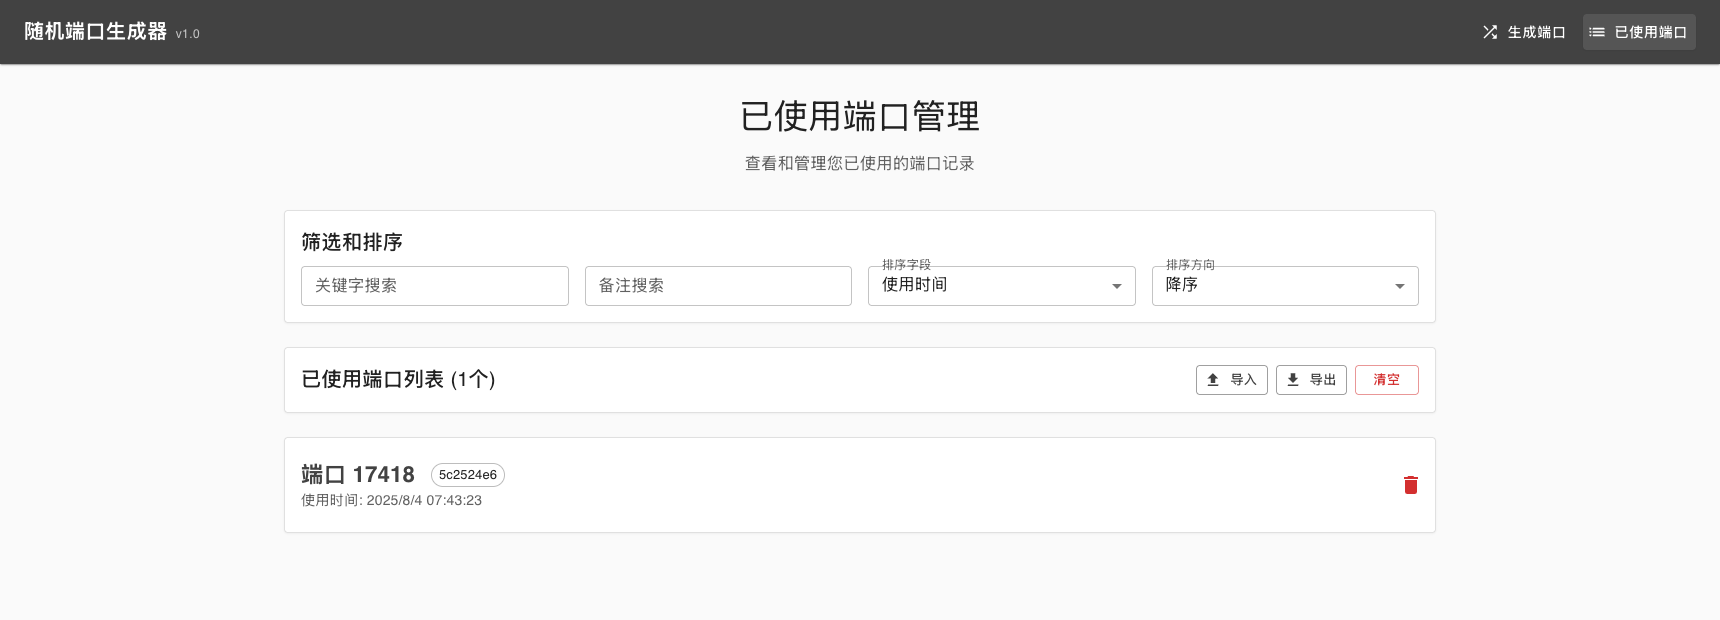 随机端口生成器 v1.0
生成端口
已使用端口
已使用端口管理
查看和管理您已使用的端口记录
筛选和排序
关键字搜索
备注搜索
排序字段
使用时间
排序方向
降序
已使用端口列表 (1个)
导入
导出
清空
端口 17418 5c2524e6
使用时间: 2025/8/4 07:43:23